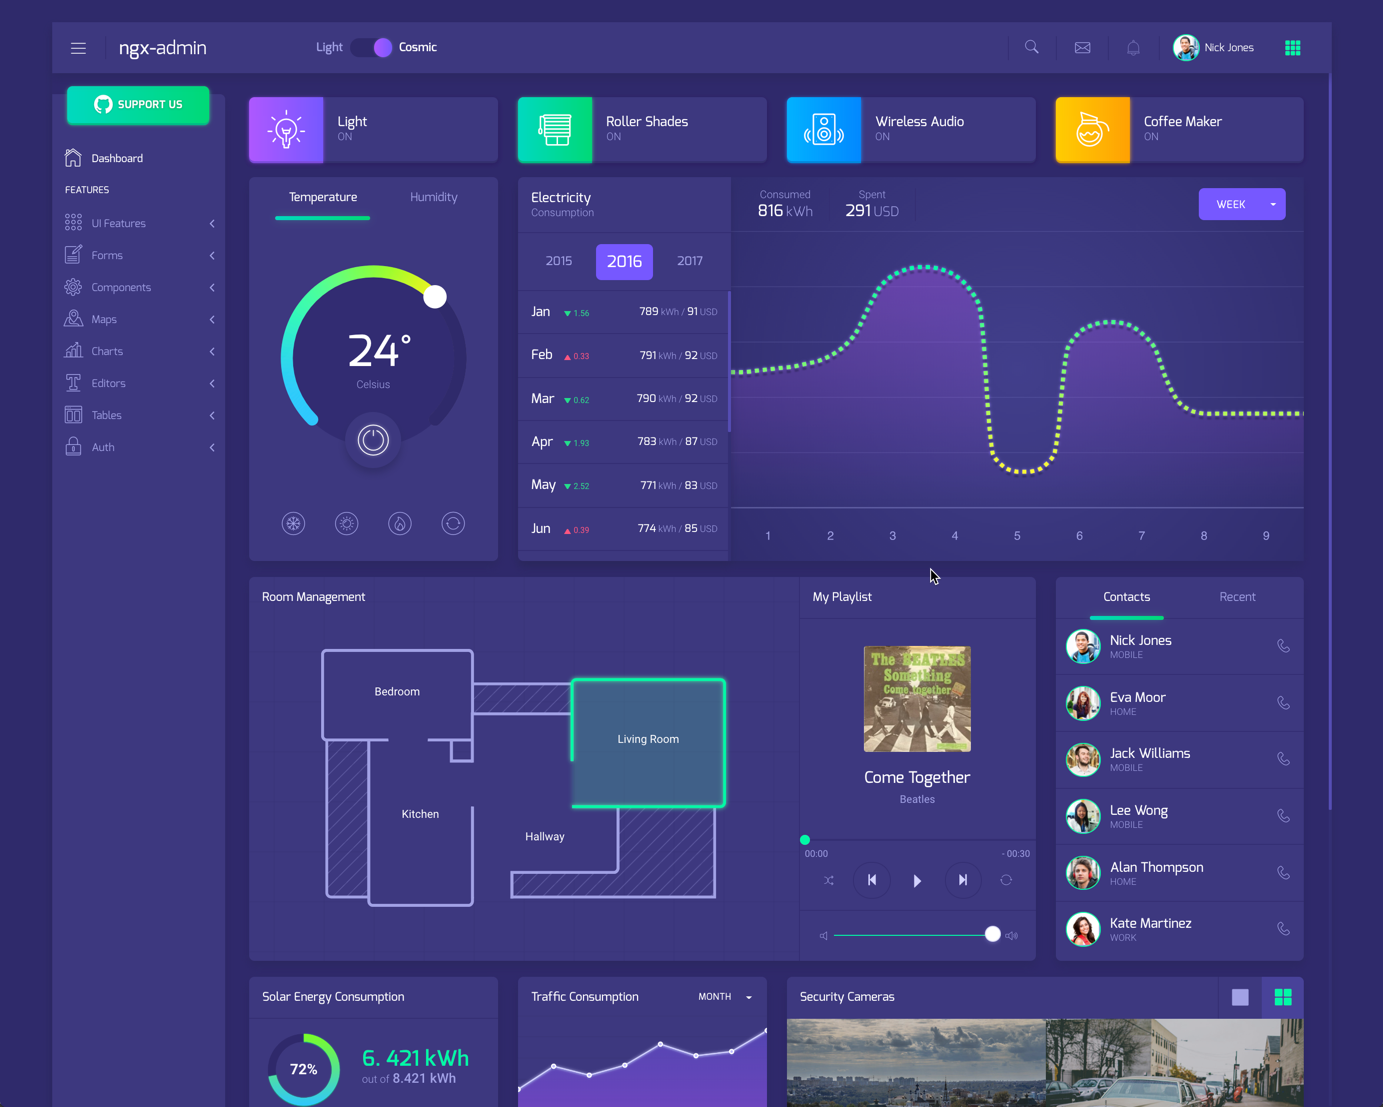 ngx-admin
Light Cosmic
Nick Jones
SUPPORT US
Dashboard
FEATURES
UI Features
Forms
Components
Maps
Charts
Editors
Tables
Auth
Light
ON
Roller Shades
ON
Wireless Audio
ON
Coffee Maker
ON
Temperature Humidity
24°
Celsius
Electricity
Consumption
2015 2016 2017
Jan 1.56 789 kWh / 91 USD
Feb 0.33 791 kWh / 92 USD
Mar 0.62 790 kWh / 92 USD
Apr 1.93 783 kWh / 87 USD
May 2.52 771 kWh / 83 USD
Jun 0.39 774 kWh / 85 USD
Consumed Spent
816 kWh 291 USD
WEEK
1 2 3 4 5 6 7 8 9
Room Management
Bedroom
Living Room
Kitchen
Hallway
My Playlist
The BEATLES
Something
Come together
Come Together
Beatles
00:00 - 00:30
Contacts Recent
Nick Jones
MOBILE
Eva Moor
HOME
Jack Williams
MOBILE
Lee Wong
MOBILE
Alan Thompson
HOME
Kate Martinez
WORK
Solar Energy Consumption
72%
6. 421 kWh
out of 8.421 kWh
Traffic Consumption MONTH
Security Cameras